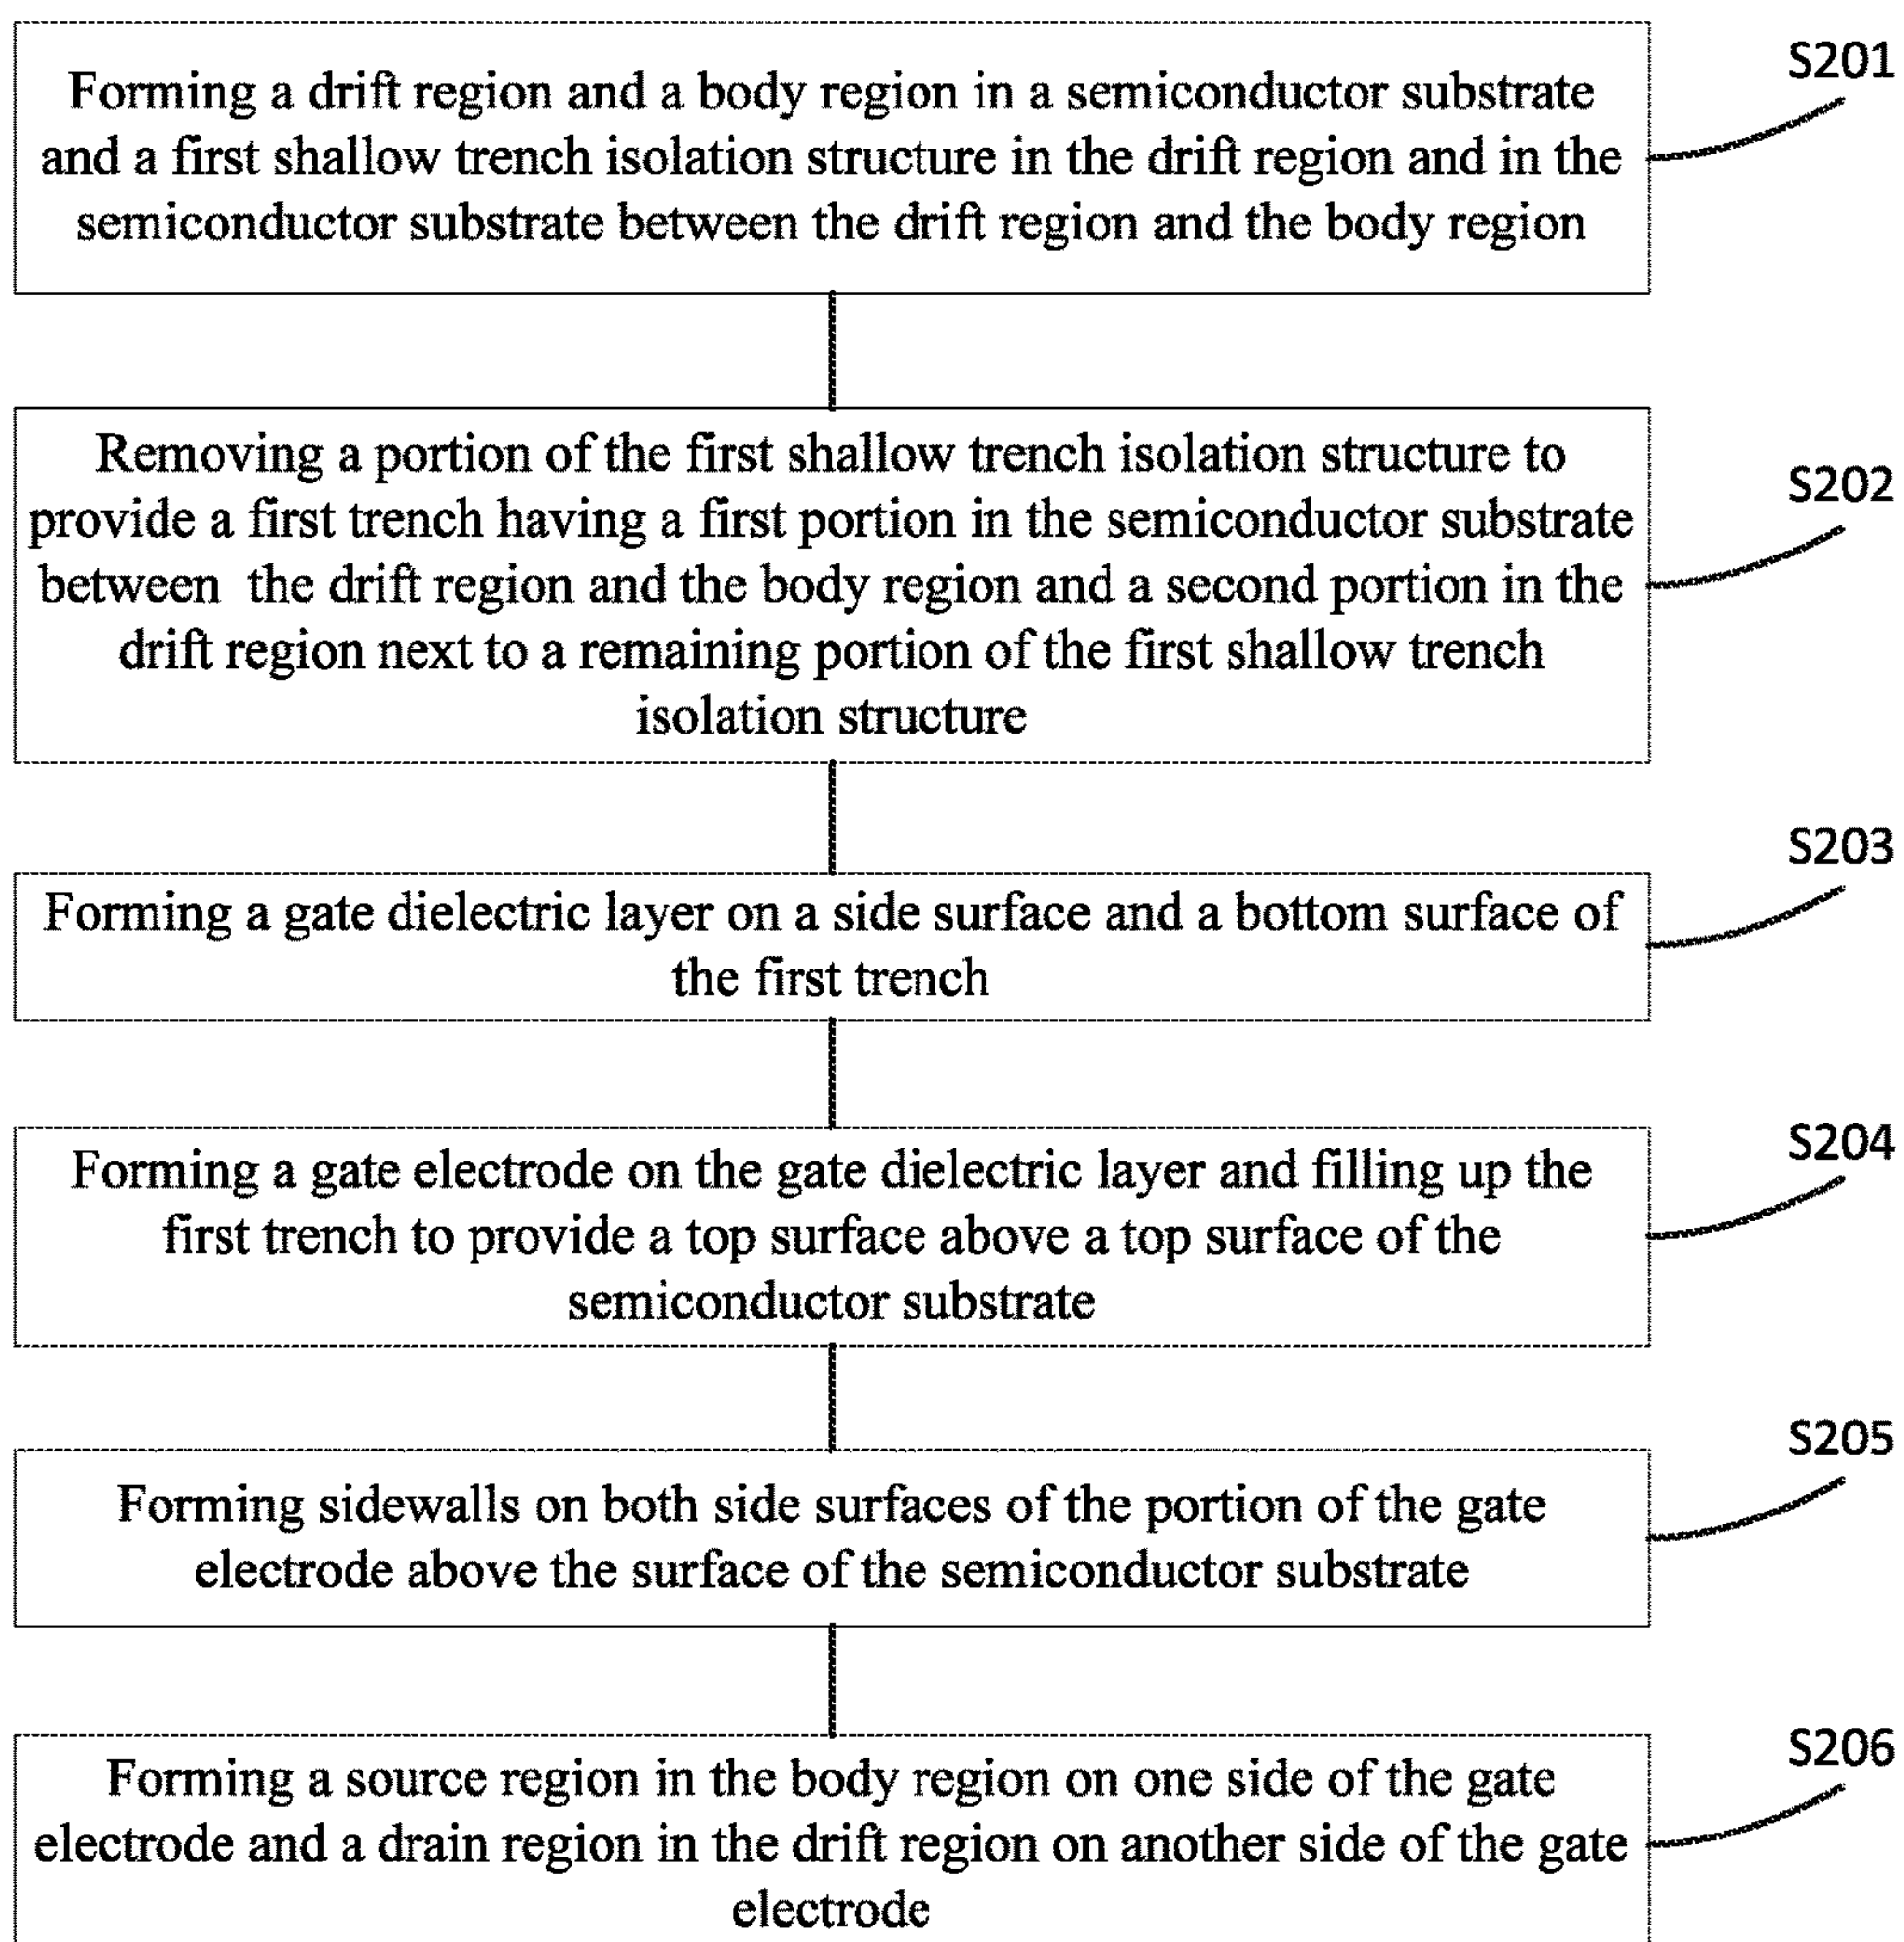 S201
Forming a drift region and a body region in a semiconductor substrate
and a first shallow trench isolation structure in the drift region and in the
semiconductor substrate between the drift region and the body region
S202
Removing a portion of the first shallow trench isolation structure to
provide a first trench having a first portion in the semiconductor substrate
between the drift region and the body region and a second portion in the
drift region next to a remaining portion of the first shallow trench
isolation structure
S203
Forming a gate dielectric layer on a side surface and a bottom surface of
the first trench
S204
Forming a gate electrode on the gate dielectric layer and filling up the
first trench to provide a top surface above a top surface of the
semiconductor substrate
S205
Forming sidewalls on both side surfaces of the portion of the gate
electrode above the surface of the semiconductor substrate
S206
Forming a source region in the body region on one side of the gate
electrode and a drain region in the drift region on another side of the gate
electrode